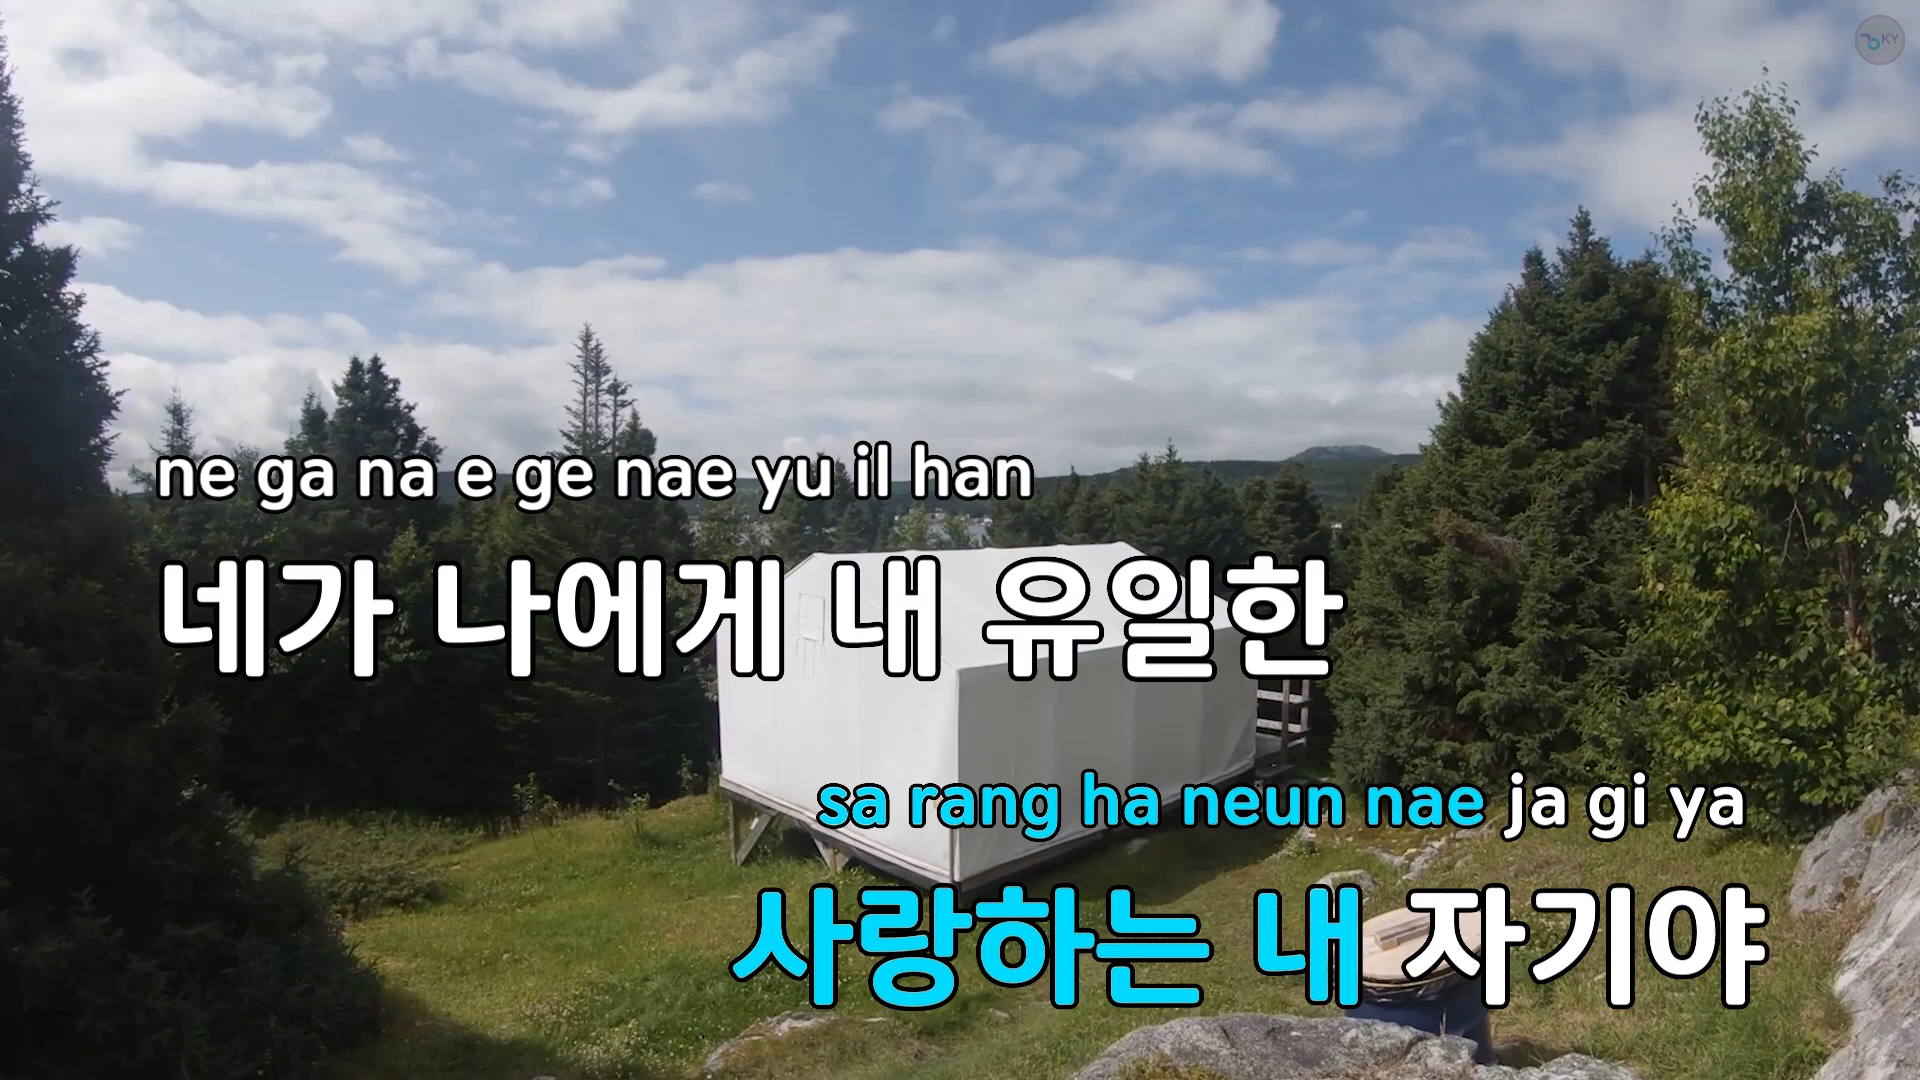 KY
ne ga na e ge nae yu il han
네가 나에게 내 유일한
sa rang ha neun nae ja gi ya
사랑하는 내 자기야